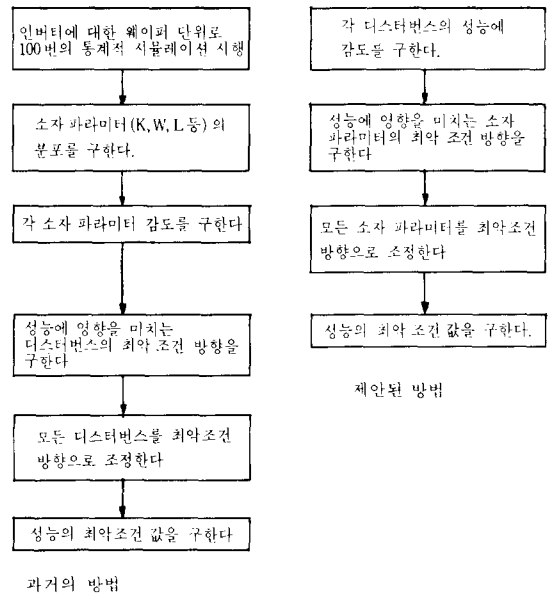 인버터에 대한 웨이퍼 단위로
100번의 통계적 시뮬레이션 시행
소자 파라미터(K, W, L 등)의
분포를 구한다.
각 소자 파라미터 감도를 구한다
성능에 영향을 미치는
디스터번스의 최악 조건 방향을
구한다
모든 디스터번스를 최악조건
방향으로 조정한다
성능의 최악조건 값을 구한다
과거의 방법
각 디스터번스의 성능에
감도를 구한다.
성능에 영향을 미치는 소자
파라미터의 최악 조건 방향을
구한다
모든 소자 파라미터를 최악조건
방향으로 조정한다
성능의 최악 조건 값을 구한다.
제안된 방법